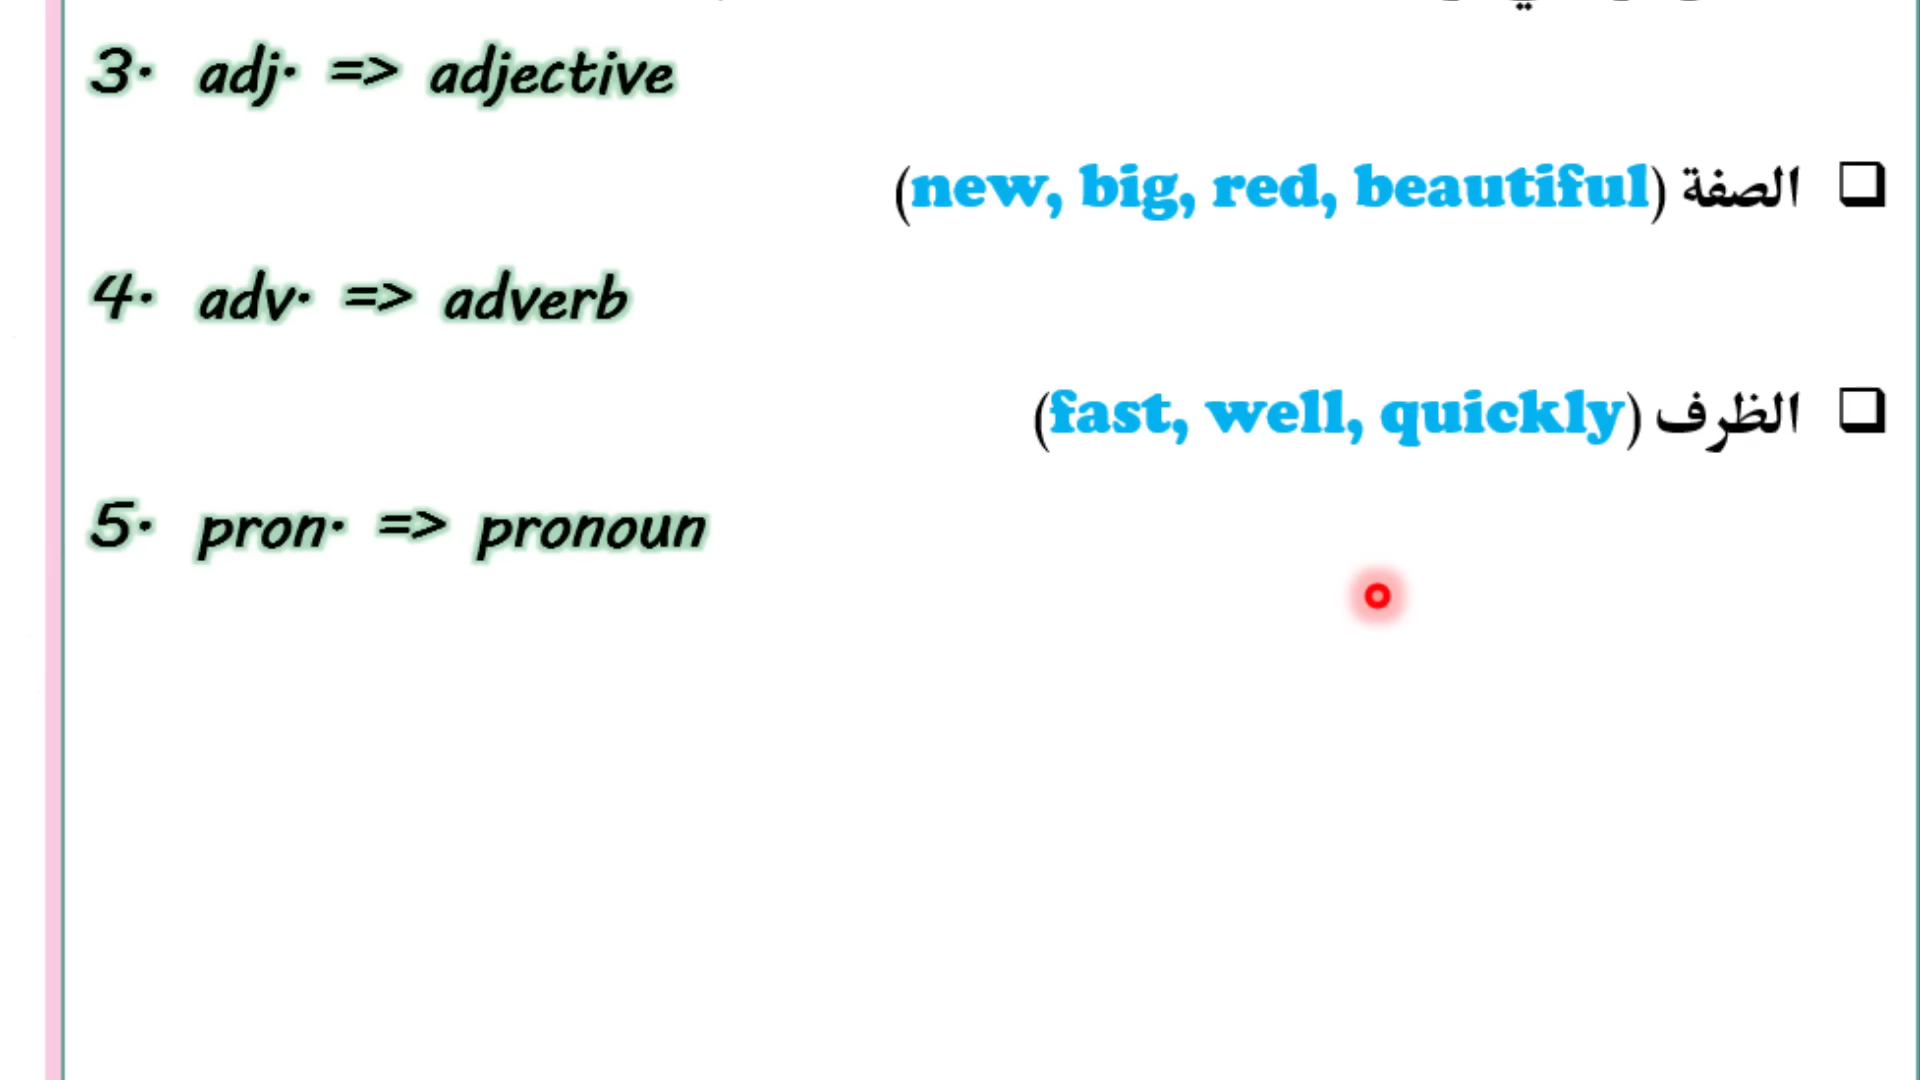 3. adj. => adjective
الصفة (new, big, red, beautiful)
4. adv. => adverb
الظرف (fast, well, quickly)
5. pron. => pronoun